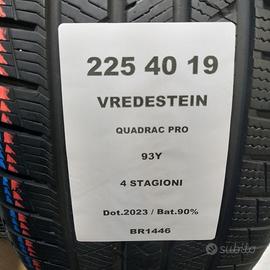 225 40 19
VREDESTEIN
QUADRAC PRO
93Y
4 STAGIONI
Dot.2023 / Bat.90%
BR1446
subito